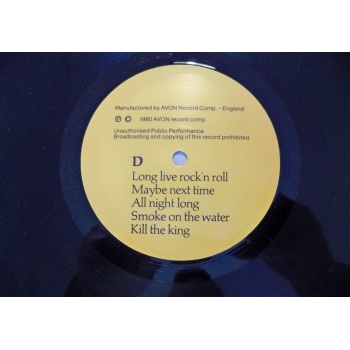 Manufactored by AVON Record Comp. – England
Ⓟ © 1980 AVON record comp.
Unauthorised Public Performance
Broadcasting and copying of this record prohibited.
D
Long live rock'n roll
Maybe next time
All night long
Smoke on the water
Kill the king